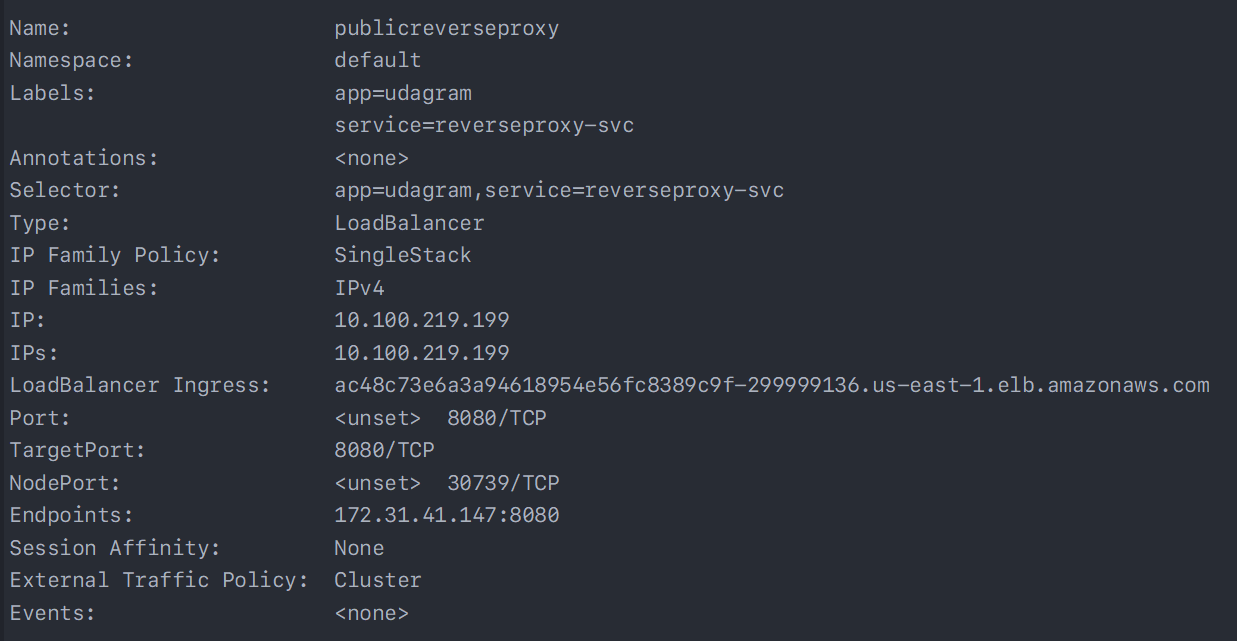 Name:                     publicreverseproxy
Namespace:                default
Labels:                   app=udagram
                          service=reverseproxy-svc
Annotations:              <none>
Selector:                 app=udagram,service=reverseproxy-svc
Type:                     LoadBalancer
IP Family Policy:         SingleStack
IP Families:              IPv4
IP:                       10.100.219.199
IPs:                      10.100.219.199
LoadBalancer Ingress:     ac48c73e6a3a94618954e56fc8389c9f-299999136.us-east-1.elb.amazonaws.com
Port:                     <unset>  8080/TCP
TargetPort:               8080/TCP
NodePort:                 <unset>  30739/TCP
Endpoints:                172.31.41.147:8080
Session Affinity:         None
External Traffic Policy:  Cluster
Events:                   <none>